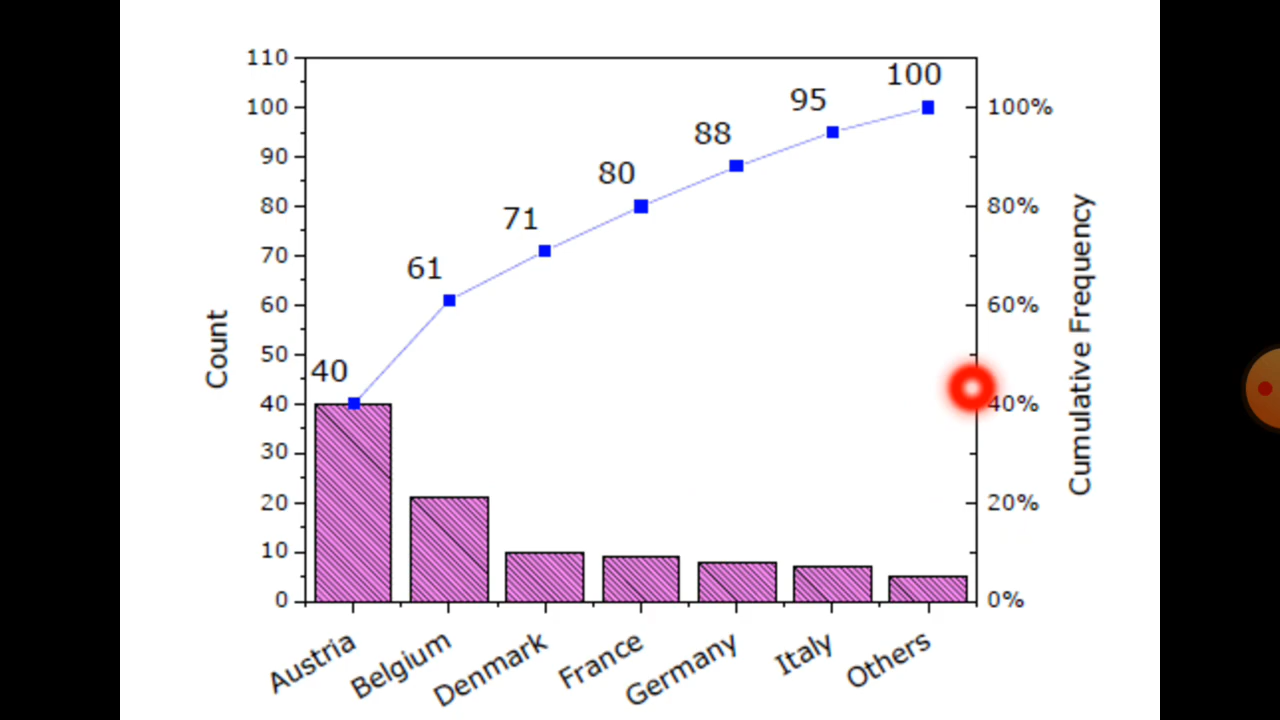 110
100
90
80
70
60
50
40
30
20
10
0
Count
40
61
71
80
88
95
100
100%
80%
60%
40%
20%
0%
Cumulative Frequency
Austria
Belgium
Denmark
France
Germany
Italy
Others